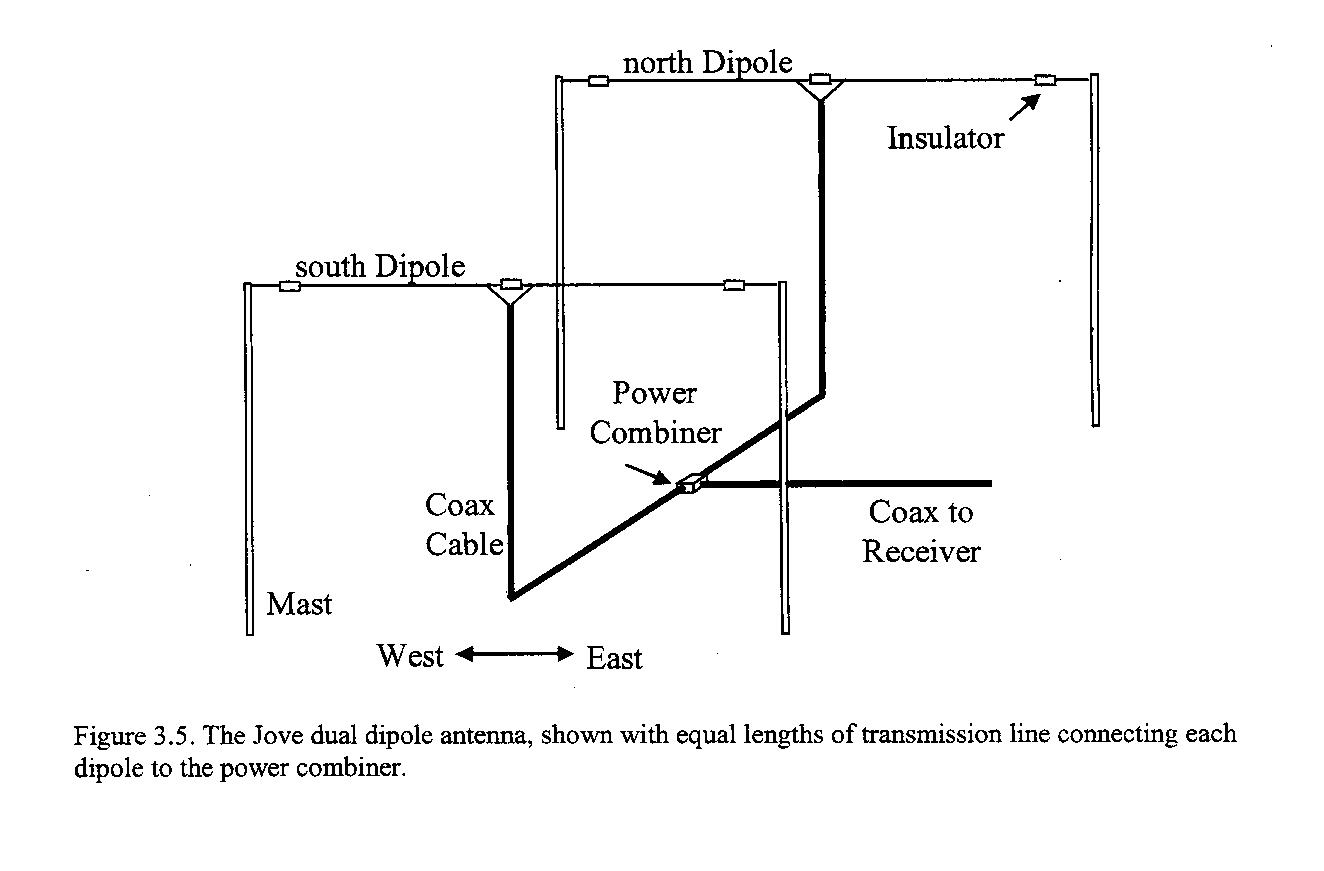 north Dipole
Insulator
south Dipole
Power
Combiner
Coax
Cable
Coax to
Receiver
Mast
West
East
Figure 3.5. The Jove dual dipole antenna, shown with equal lengths of transmission line connecting each
dipole to the power combiner.